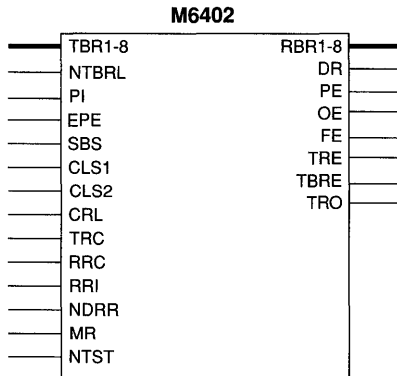 M6402
TBR1-8 RBR1-8
NTBRL DR
PI PE
EPE OE
SBS FE
CLS1 TRE
CLS2 TBRE
CRL TRO
TRC
RRC
RRI
NDRR
MR
NTST